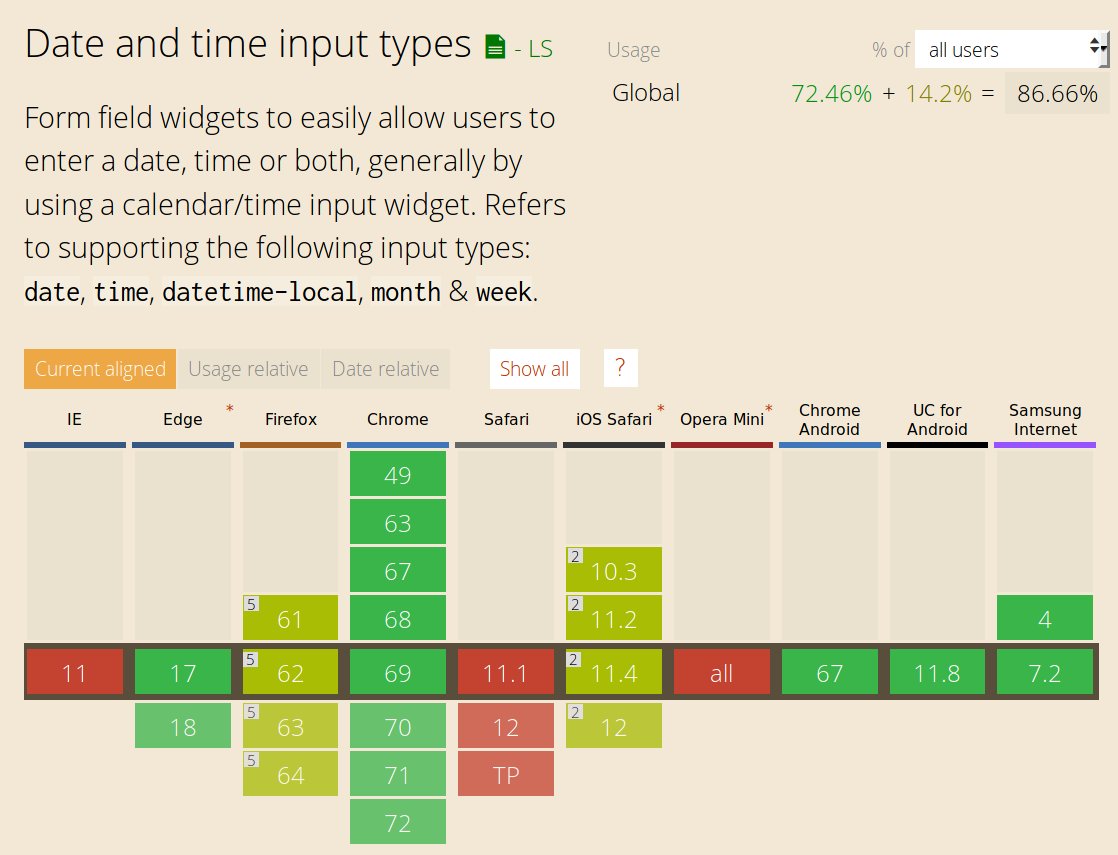 Date and time input types - LS
Usage % of all users
Global 72.46% + 14.2% = 86.66%
Form field widgets to easily allow users to
enter a date, time or both, generally by
using a calendar/time input widget. Refers
to supporting the following input types:
date, time, datetime-local, month & week.
Current aligned Usage relative Date relative Show all ?
IE Edge * Firefox Chrome Safari iOS Safari * Opera Mini * Chrome Android UC for Android Samsung Internet
49
63
67
2 10.3
5 61 68 2 11.2 4
11 17 5 62 69 11.1 2 11.4 all 67 11.8 7.2
18 5 63 70 12 2 12
5 64 71 TP
72